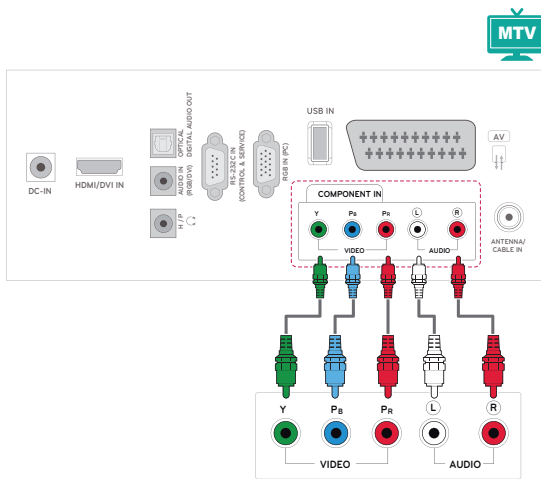 MTV
OPTICAL
DIGITAL AUDIO OUT
USB IN
AV
RS-232C IN
(CONTROL & SERVICE)
RGB IN (PC)
DC-IN
HDMI/DVI IN
AUDIO IN
(RGB/DVI)
H / P
COMPONENT IN
Y PB PR L R
VIDEO AUDIO
ANTENNA/
CABLE IN
Y PB PR L R
VIDEO AUDIO